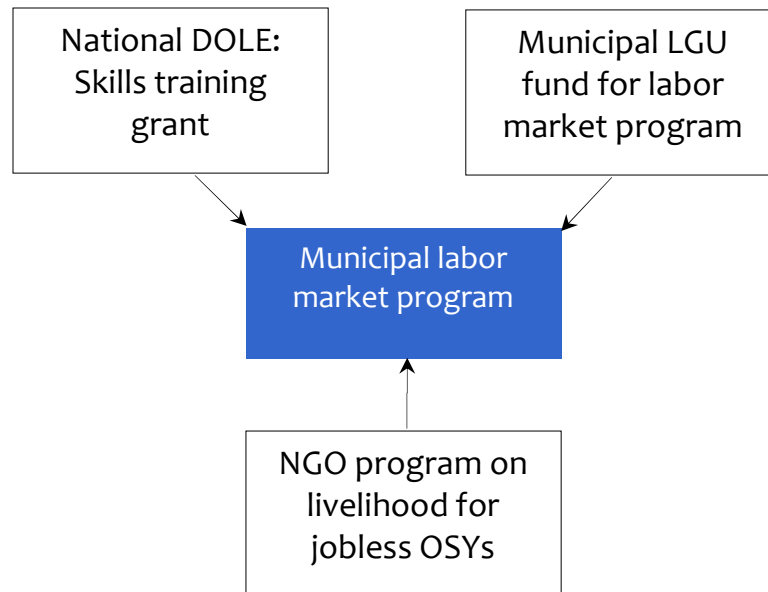 National DOLE:
Skills training
grant
Municipal LGU
fund for labor
market program
Municipal labor
market program
NGO program on
livelihood for
jobless OSYs